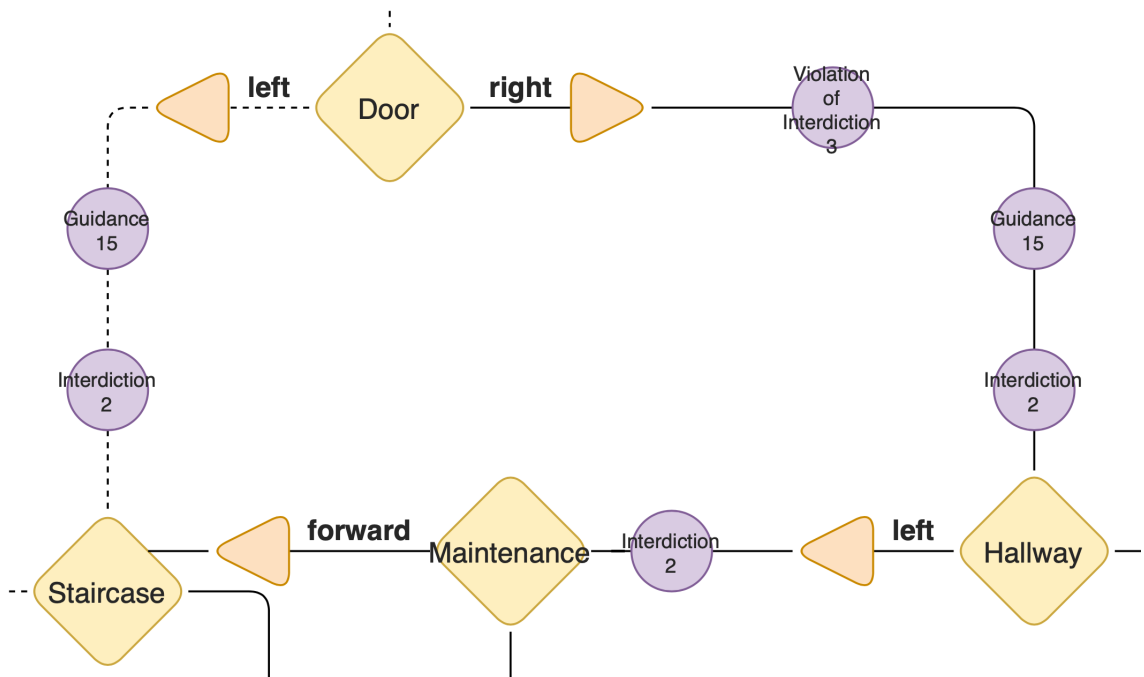 left
Door
right
Violation
of
Interdiction
3
Guidance
15
Guidance
15
Interdiction
2
Interdiction
2
Staircase
forward
Maintenance
Interdiction
2
left
Hallway